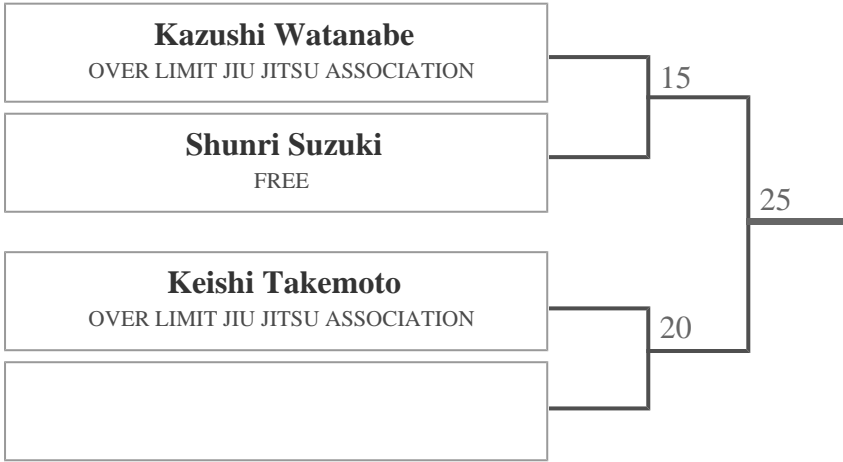 Kazushi Watanabe
OVER LIMIT JIU JITSU ASSOCIATION
15
Shunri Suzuki
FREE
25
Keishi Takemoto
OVER LIMIT JIU JITSU ASSOCIATION
20